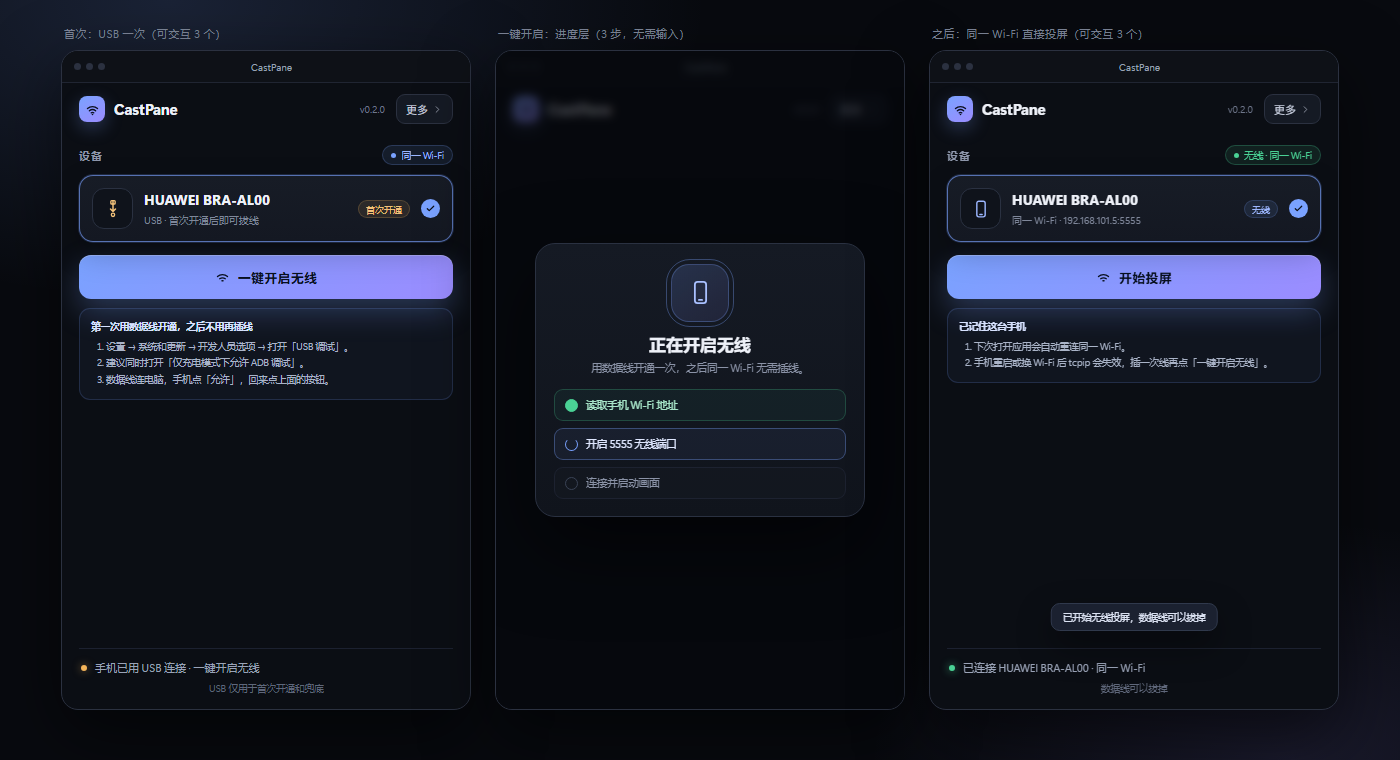 首次：USB 一次（可交互 3 个）
CastPane
CastPane
v0.2.0
更多
设备
同一 Wi-Fi
HUAWEI BRA-AL00
USB · 首次开通后即可拔线
首次开通
一键开启无线
第一次用数据线开通，之后不用再插线
1. 设置 → 系统和更新 → 开发人员选项 → 打开「USB 调试」。
2. 建议同时打开「仅充电模式下允许 ADB 调试」。
3. 数据线连电脑，手机点「允许」，回来点上面的按钮。
手机已用 USB 连接 · 一键开启无线
USB 仅用于首次开通和兜底
一键开启：进度层（3 步，无需输入）
正在开启无线
用数据线开通一次，之后同一 Wi-Fi 无需插线。
读取手机 Wi-Fi 地址
开启 5555 无线端口
连接并启动画面
之后：同一 Wi-Fi 直接投屏（可交互 3 个）
CastPane
CastPane
v0.2.0
更多
设备
无线 · 同一 Wi-Fi
HUAWEI BRA-AL00
同一 Wi-Fi · 192.168.101.5:5555
无线
开始投屏
已记住这台手机
1. 下次打开应用会自动重连同一 Wi-Fi。
2. 手机重启或换 Wi-Fi 后 tcpip 会失效，插一次线再点「一键开启无线」。
已开始无线投屏，数据线可以拔掉
已连接 HUAWEI BRA-AL00 · 同一 Wi-Fi
数据线可以拔掉